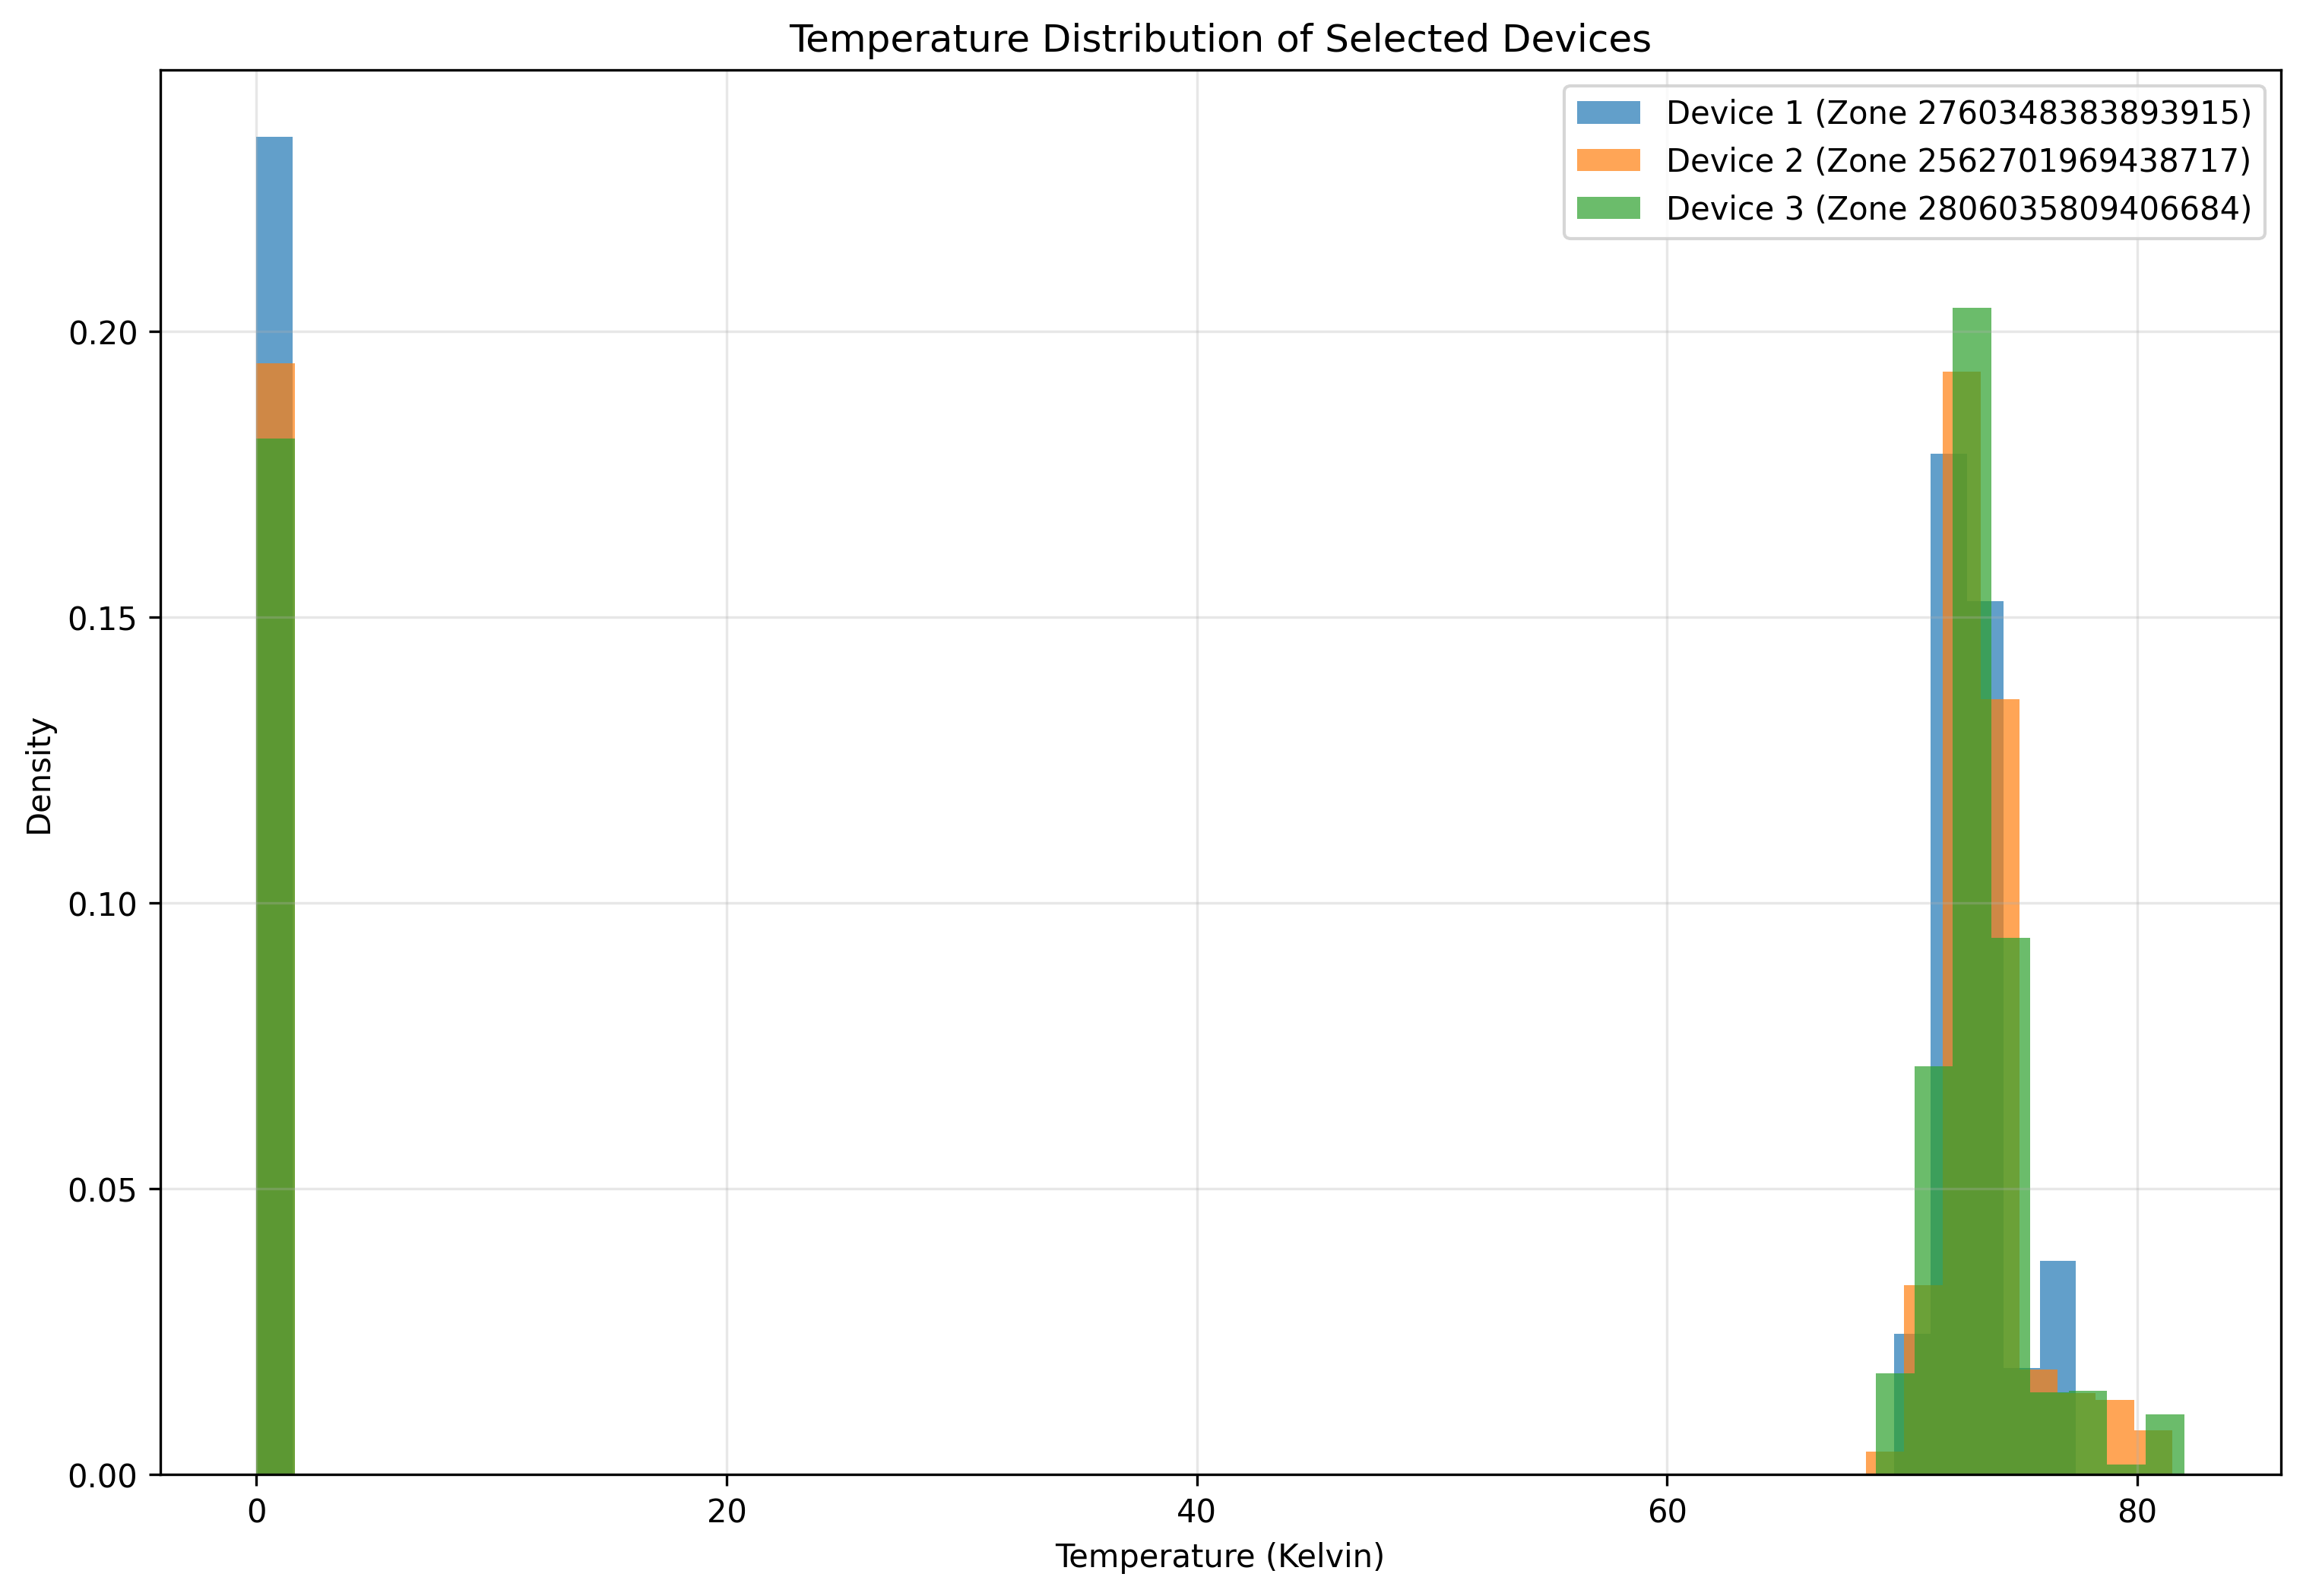 Temperature Distribution of Selected Devices
Device 1 (Zone 2760348383893915)
Device 2 (Zone 2562701969438717)
Device 3 (Zone 2806035809406684)
Density
0.20
0.15
0.10
0.05
0.00
0 20 40 60 80
Temperature (Kelvin)